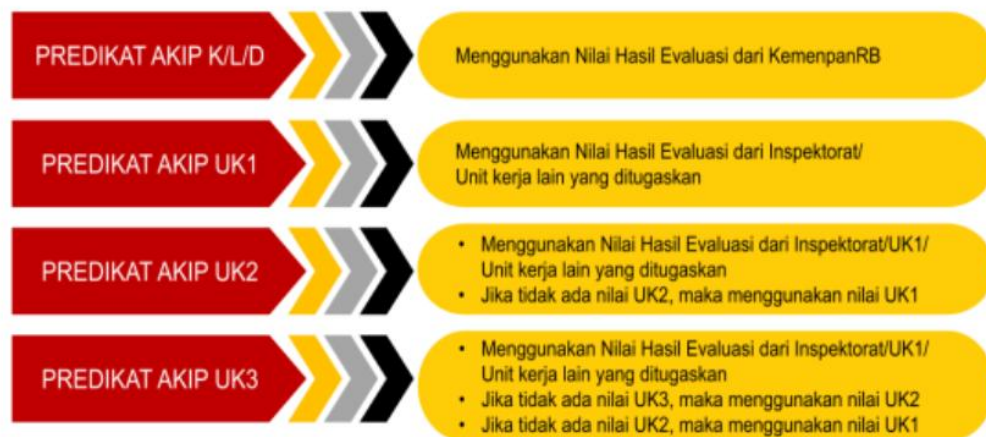 PREDIKAT AKIP K/L/D
Menggunakan Nilai Hasil Evaluasi dari KemenpanRB
PREDIKAT AKIP UK1
Menggunakan Nilai Hasil Evaluasi dari Inspektorat/
Unit kerja lain yang ditugaskan
PREDIKAT AKIP UK2
• Menggunakan Nilai Hasil Evaluasi dari Inspektorat/UK1/
Unit kerja lain yang ditugaskan
• Jika tidak ada nilai UK2, maka menggunakan nilai UK1
PREDIKAT AKIP UK3
• Menggunakan Nilai Hasil Evaluasi dari Inspektorat/UK1/
Unit kerja lain yang ditugaskan
• Jika tidak ada nilai UK3, maka menggunakan nilai UK2
• Jika tidak ada nilai UK2, maka menggunakan nilai UK1